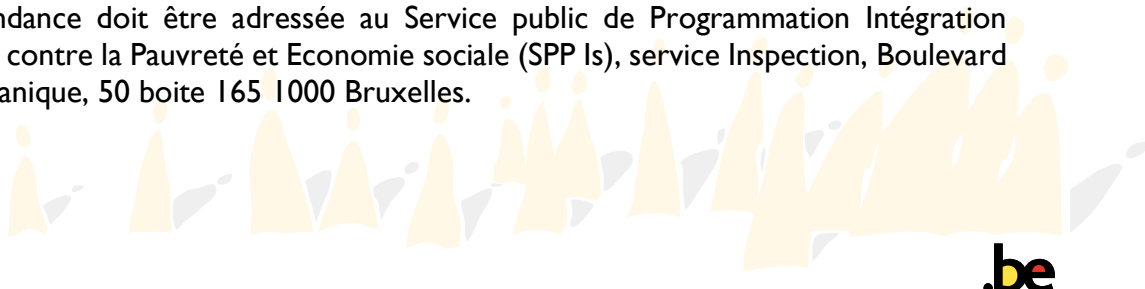 ndance doit être adressée au Service public de Programmation Intégration
contre la Pauvreté et Economie sociale (SPP Is), service Inspection, Boulevard
anique, 50 boite 165 1000 Bruxelles.
.be